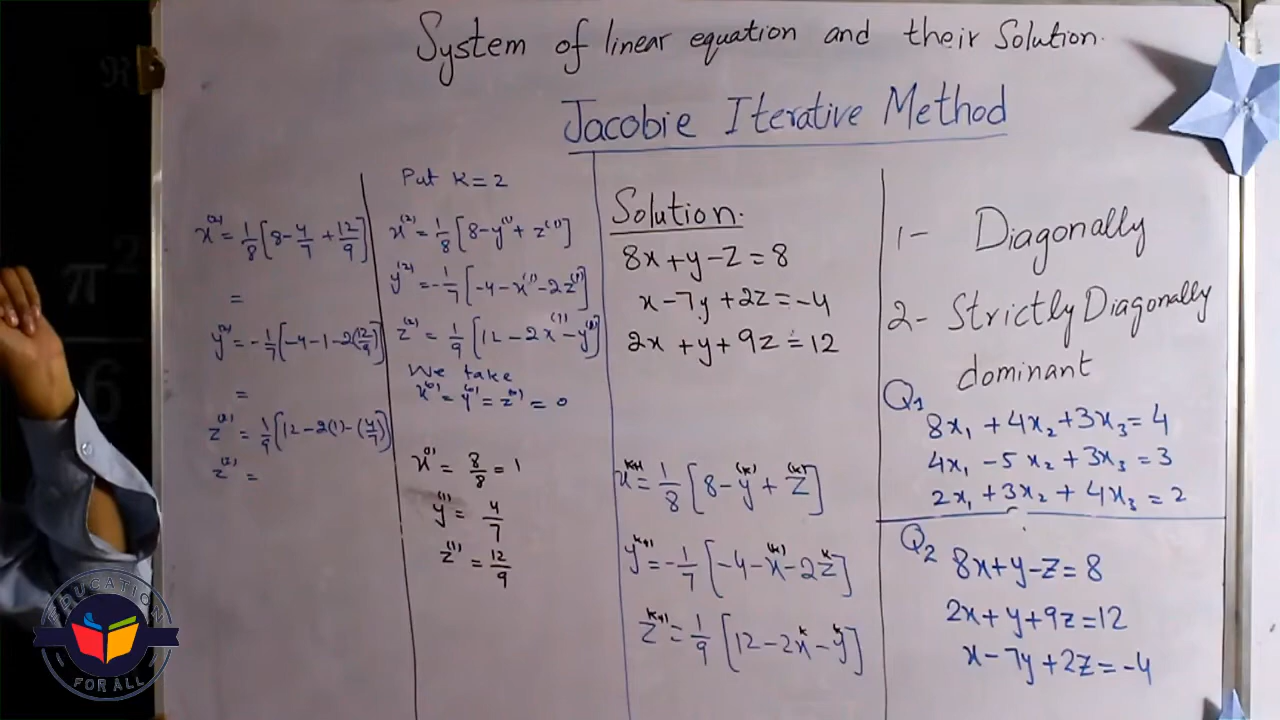 System of linear equation and their Solution.
Jacobie Iterative Method
x⁽²⁾ = 1/8 [8 - 4/7 + 12/9]
=
y⁽²⁾ = -1/7 [-4 - 1 - 2(12/9)]
=
z⁽²⁾ = 1/9 [12 - 2(1) - (4/7)]
z⁽²⁾ =
Put K = 2
x⁽²⁾ = 1/8 [8 - y⁽¹⁾ + z⁽¹⁾]
y⁽²⁾ = -1/7 [-4 - x⁽¹⁾ - 2z⁽¹⁾]
z⁽²⁾ = 1/9 [12 - 2x⁽¹⁾ - y⁽¹⁾]
We take
x⁽⁰⁾ = y⁽⁰⁾ = z⁽⁰⁾ = 0
x⁽¹⁾ = 8/8 = 1
y⁽¹⁾ = 4/7
z⁽¹⁾ = 12/9
Solution.
8x + y - z = 8
x - 7y + 2z = -4
2x + y + 9z = 12
x^(k+1) = 1/8 [8 - y^(k) + z^(k)]
y^(k+1) = -1/7 [-4 - x^(k) - 2z^k]
z^(k+1) = 1/9 [12 - 2x^k - y^k]
1- Diagonally
2- Strictly Diagonally
dominant
Q1
8x₁ + 4x₂ + 3x₃ = 4
4x₁ - 5x₂ + 3x₃ = 3
2x₁ + 3x₂ + 4x₃ = 2
Q2
8x + y - z = 8
2x + y + 9z = 12
x - 7y + 2z = -4
EDUCATION
FOR ALL
π²
6